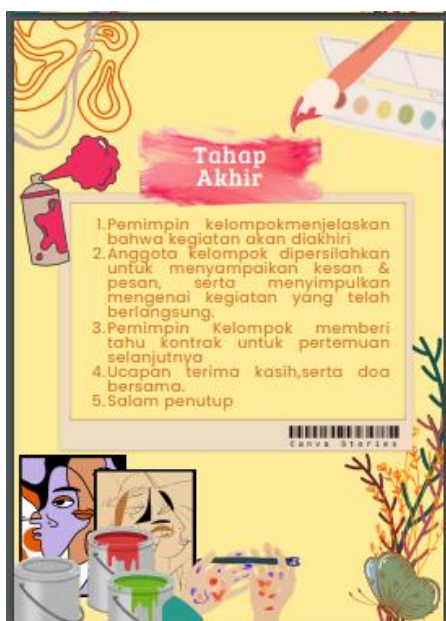 Tahap
Akhir
1. Pemimpin kelompokmenjelaskan
bahwa kegiatan akan diakhiri
2. Anggota kelompok dipersilahkan
untuk menyampaikan kesan &
pesan, serta menyimpulkan
mengenai kegiatan yang telah
berlangsung.
3. Pemimpin Kelompok memberi
tahu kontrak untuk pertemuan
selanjutnya
4. Ucapan terima kasih,serta doa
bersama.
5. Salam penutup
Canva Stories